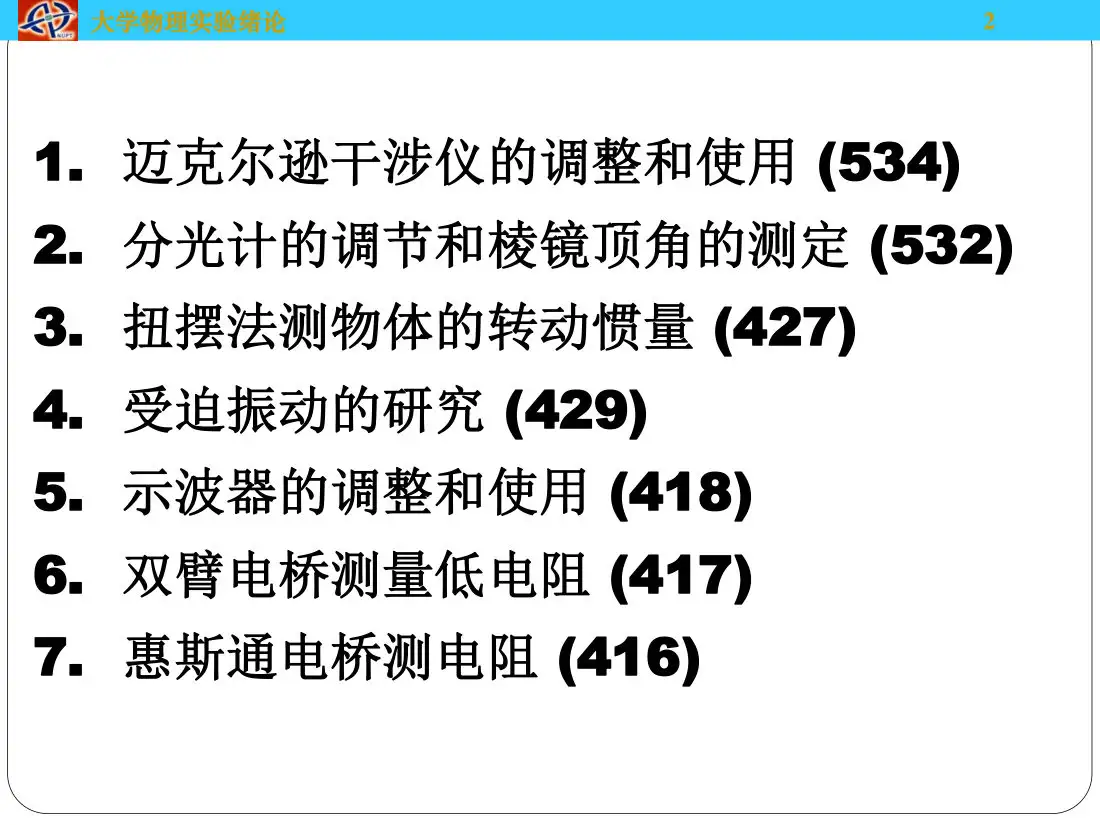 大学物理实验绪论 2
NUPT
1. 迈克尔逊干涉仪的调整和使用 (534)
2. 分光计的调节和棱镜顶角的测定 (532)
3. 扭摆法测物体的转动惯量 (427)
4. 受迫振动的研究 (429)
5. 示波器的调整和使用 (418)
6. 双臂电桥测量低电阻 (417)
7. 惠斯通电桥测电阻 (416)